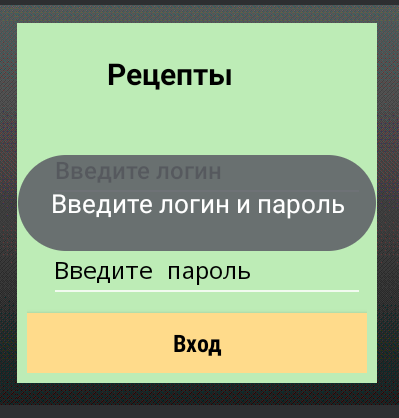 Рецепты
Введите логин
Введите логин и пароль
Введите пароль
Вход